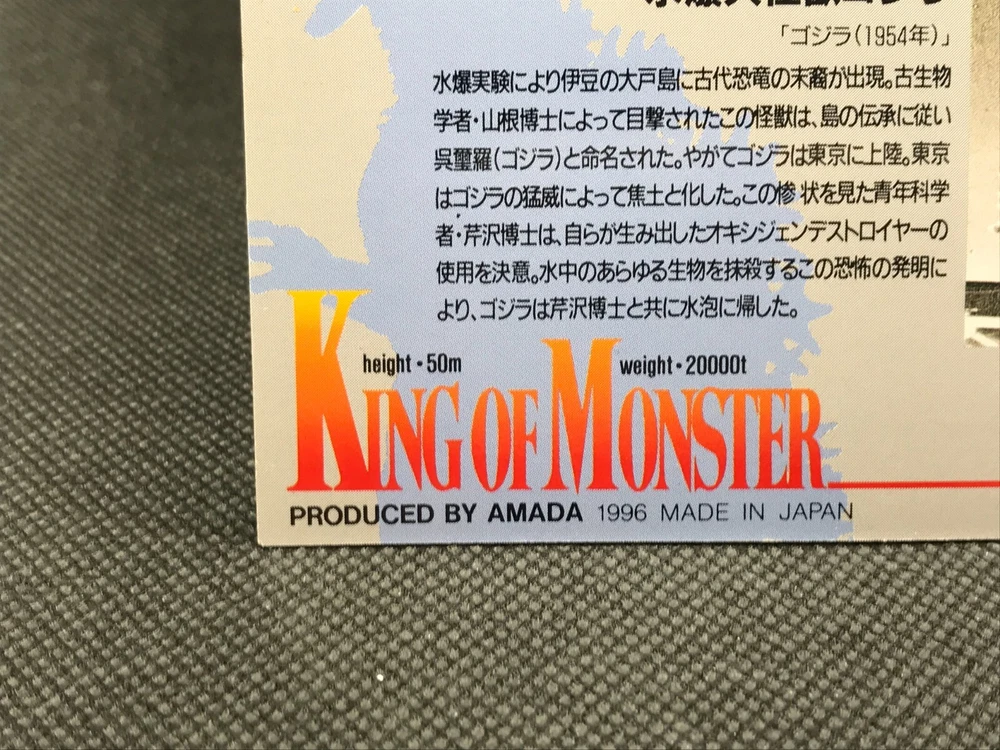 「ゴジラ(1954年)」
水爆実験により伊豆の大戸島に古代恐竜の末裔が出現。古生物
学者・山根博士によって目撃されたこの怪獣は、島の伝承に従い
呉璽羅(ゴジラ)と命名された。やがてゴジラは東京に上陸。東京
はゴジラの猛威によって焦土と化した。この惨 状を見た青年科学
者・芹沢博士は、自らが生み出したオキシジェンデストロイヤーの
使用を決意。水中のあらゆる生物を抹殺するこの恐怖の発明に
より、ゴジラは芹沢博士と共に水泡に帰した。
height・50m weight・20000t
KING OF MONSTER
PRODUCED BY AMADA 1996 MADE IN JAPAN